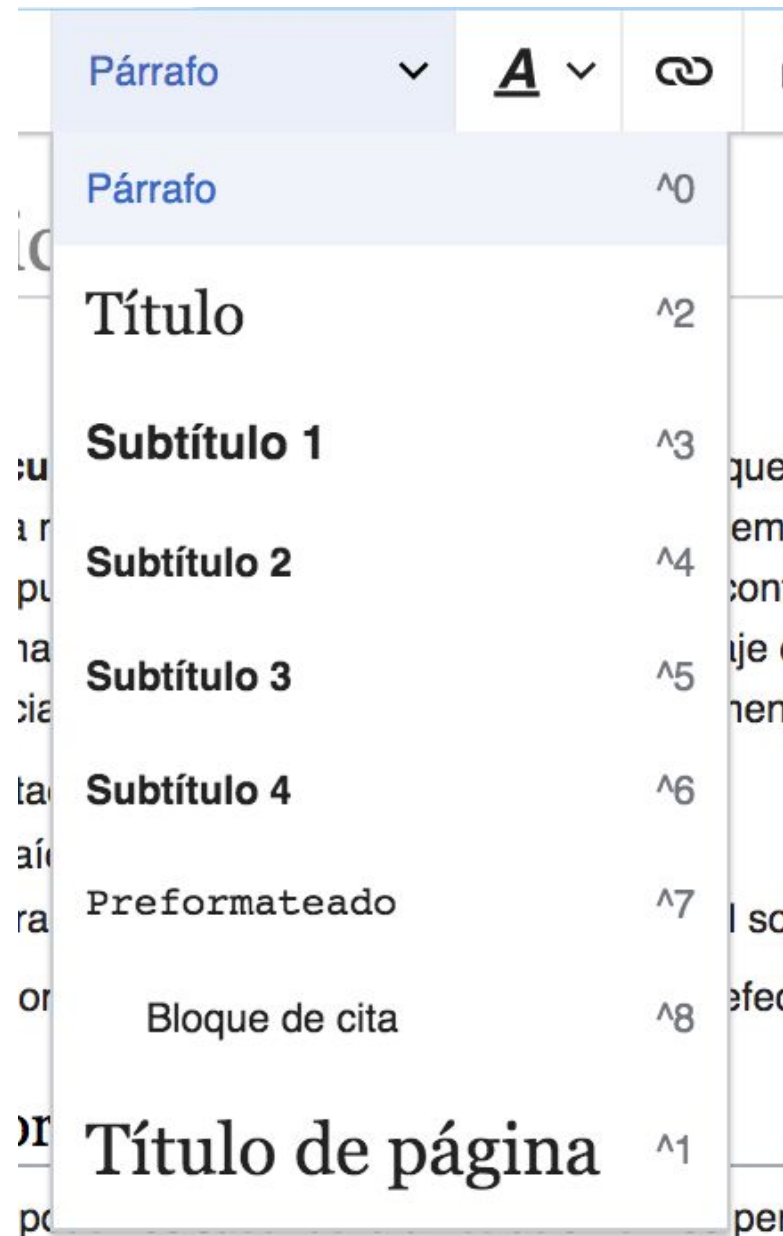 Párrafo A
Párrafo ^0
Título ^2
Subtítulo 1 ^3
Subtítulo 2 ^4
Subtítulo 3 ^5
Subtítulo 4 ^6
Preformateado ^7
Bloque de cita ^8
Título de página ^1